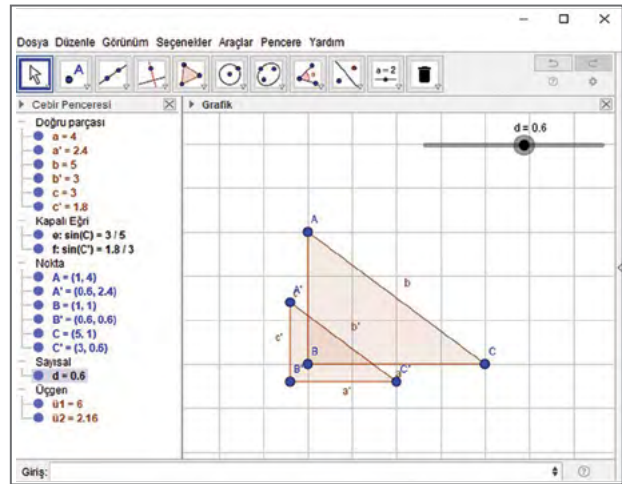 Dosya Düzenle Görünüm Seçenekler Araçlar Pencere Yardım
A
a=2
Cebir Penceresi
Grafik
Doğru parçası
a = 4
a' = 2.4
b = 5
b' = 3
c = 3
c' = 1.8
Kapalı Eğri
e: sin(C) = 3 / 5
f: sin(C') = 1.8 / 3
Nokta
A = (1, 4)
A' = (0.6, 2.4)
B = (1, 1)
B' = (0.6, 0.6)
C = (5, 1)
C' = (3, 0.6)
Sayısal
d = 0.6
Üçgen
ü1 = 6
ü2 = 2.16
d = 0.6
A
b
A'
b'
c'
B
C
B'
C'
a'
Giriş: